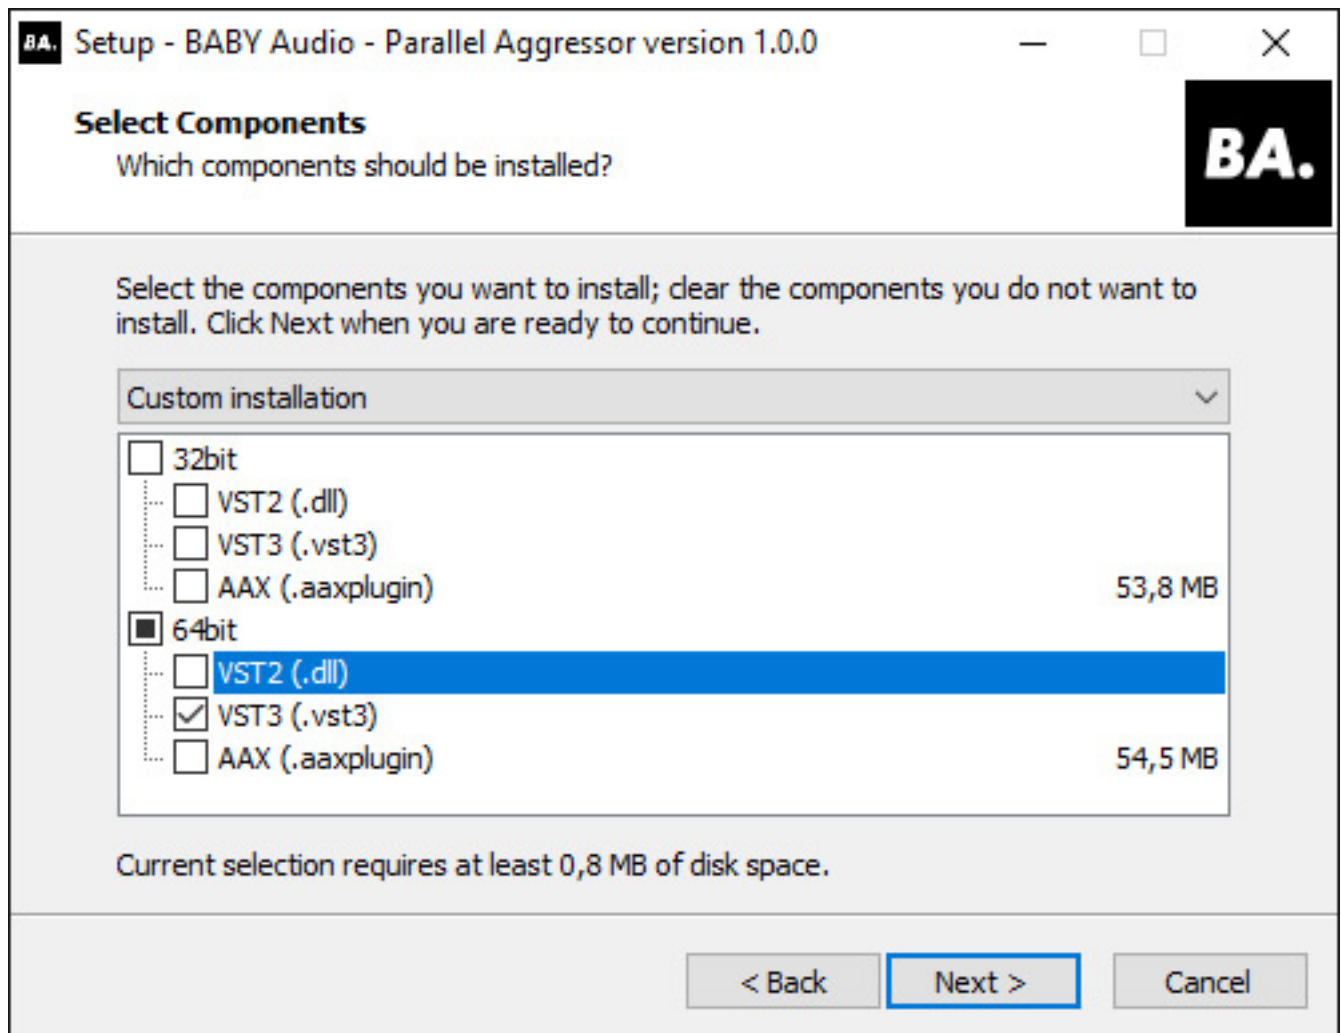 BA. Setup - BABY Audio - Parallel Aggressor version 1.0.0
Select Components
Which components should be installed?
BA.
Select the components you want to install; clear the components you do not want to
install. Click Next when you are ready to continue.
Custom installation
32bit
VST2 (.dll)
VST3 (.vst3)
AAX (.aaxplugin) 53,8 MB
64bit
VST2 (.dll)
VST3 (.vst3)
AAX (.aaxplugin) 54,5 MB
Current selection requires at least 0,8 MB of disk space.
< Back Next > Cancel